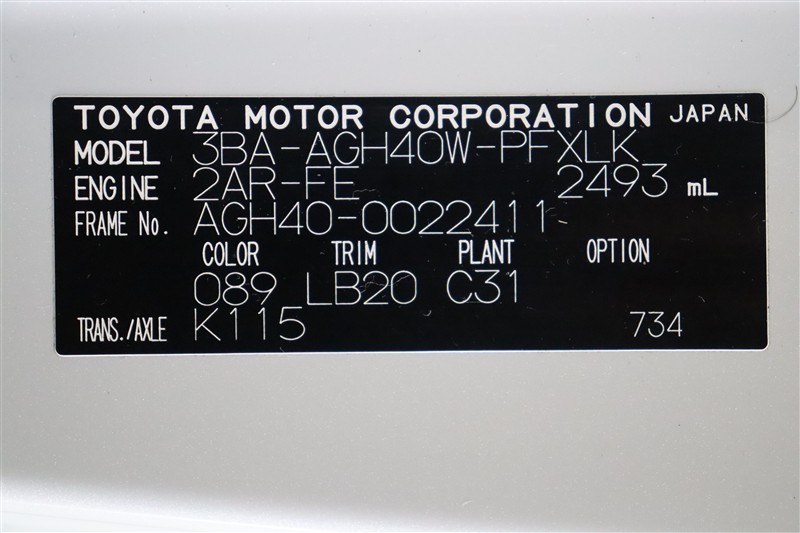 TOYOTA MOTOR CORPORATION JAPAN
MODEL 3BA-AGH40W-PFXLK
ENGINE 2AR-FE 2493 mL
FRAME No. AGH40-0022411
COLOR TRIM PLANT OPTION
089 LB20 C31
TRANS./AXLE K115 734